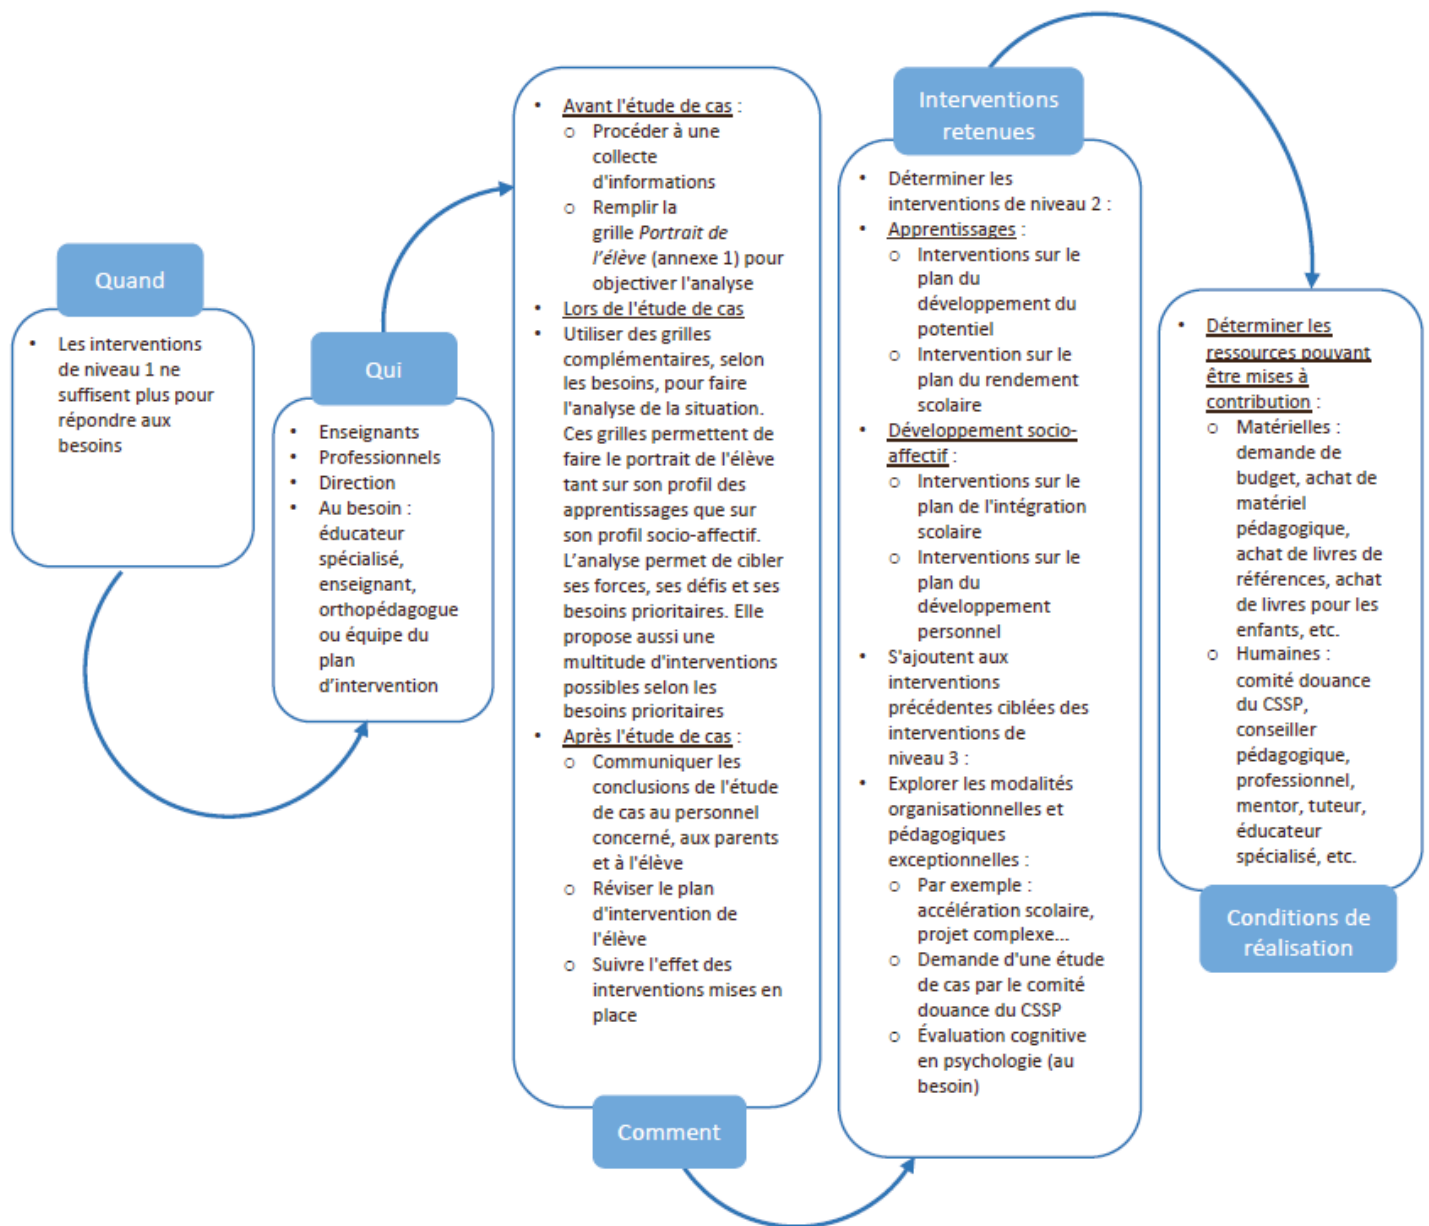 Quand
• Les interventions
de niveau 1 ne
suffisent plus pour
répondre aux
besoins
Qui
• Enseignants
• Professionnels
• Direction
• Au besoin :
éducateur
spécialisé,
enseignant,
orthopédagogue
ou équipe du
plan
d’intervention
• Avant l'étude de cas :
o Procéder à une
collecte
d'informations
o Remplir la
grille Portrait de
l’élève (annexe 1) pour
objectiver l'analyse
• Lors de l'étude de cas
• Utiliser des grilles
complémentaires, selon
les besoins, pour faire
l'analyse de la situation.
Ces grilles permettent de
faire le portrait de l'élève
tant sur son profil des
apprentissages que sur
son profil socio-affectif.
L’analyse permet de cibler
ses forces, ses défis et ses
besoins prioritaires. Elle
propose aussi une
multitude d'interventions
possibles selon les
besoins prioritaires
• Après l'étude de cas :
o Communiquer les
conclusions de l'étude
de cas au personnel
concerné, aux parents
et à l'élève
o Réviser le plan
d'intervention de
l'élève
o Suivre l'effet des
interventions mises en
place
Comment
Interventions
retenues
• Déterminer les
interventions de niveau 2 :
• Apprentissages :
o Interventions sur le
plan du
développement du
potentiel
o Intervention sur le
plan du rendement
scolaire
• Développement socio-
affectif :
o Interventions sur le
plan de l'intégration
scolaire
o Interventions sur le
plan du
développement
personnel
• S'ajoutent aux
interventions
précédentes ciblées des
interventions de
niveau 3 :
• Explorer les modalités
organisationnelles et
pédagogiques
exceptionnelles :
o Par exemple :
accélération scolaire,
projet complexe...
o Demande d'une étude
de cas par le comité
douance du CSSP
o Évaluation cognitive
en psychologie (au
besoin)
• Déterminer les
ressources pouvant
être mises à
contribution :
o Matérielles :
demande de
budget, achat de
matériel
pédagogique,
achat de livres de
références, achat
de livres pour les
enfants, etc.
o Humaines :
comité douance
du CSSP,
conseiller
pédagogique,
professionnel,
mentor, tuteur,
éducateur
spécialisé, etc.
Conditions de
réalisation